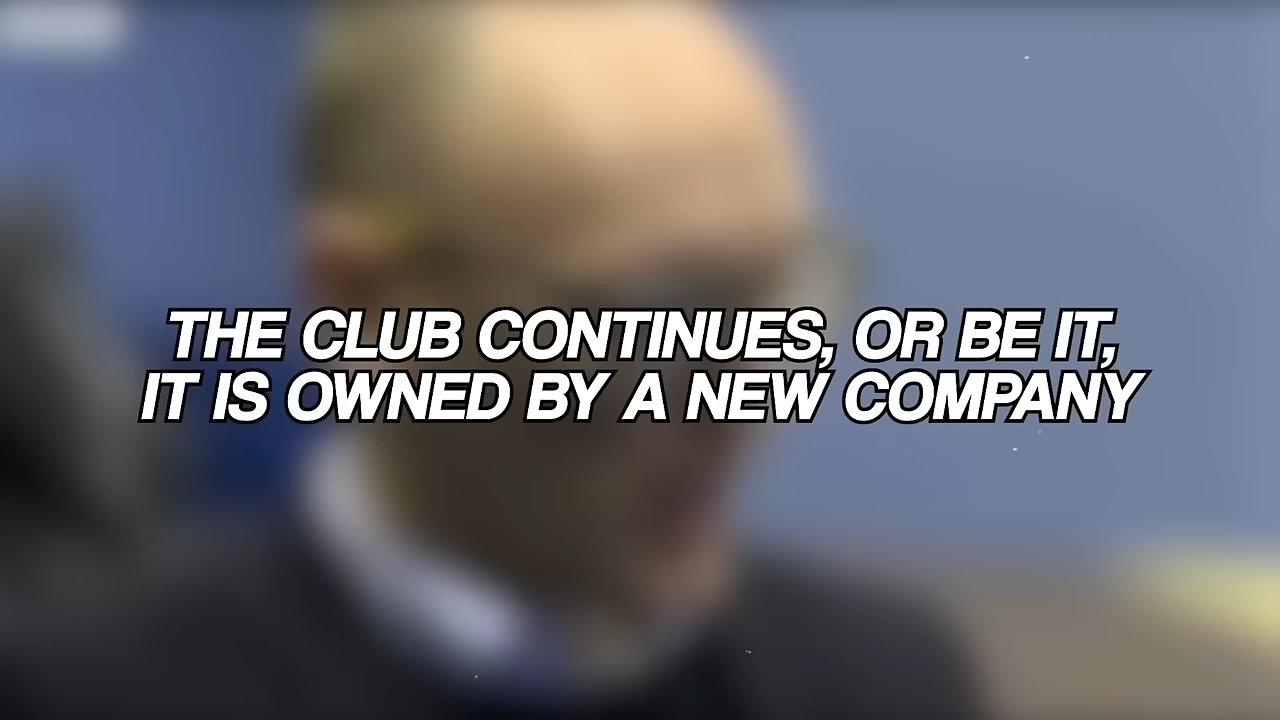 THE CLUB CONTINUES, OR BE IT,
IT IS OWNED BY A NEW COMPANY